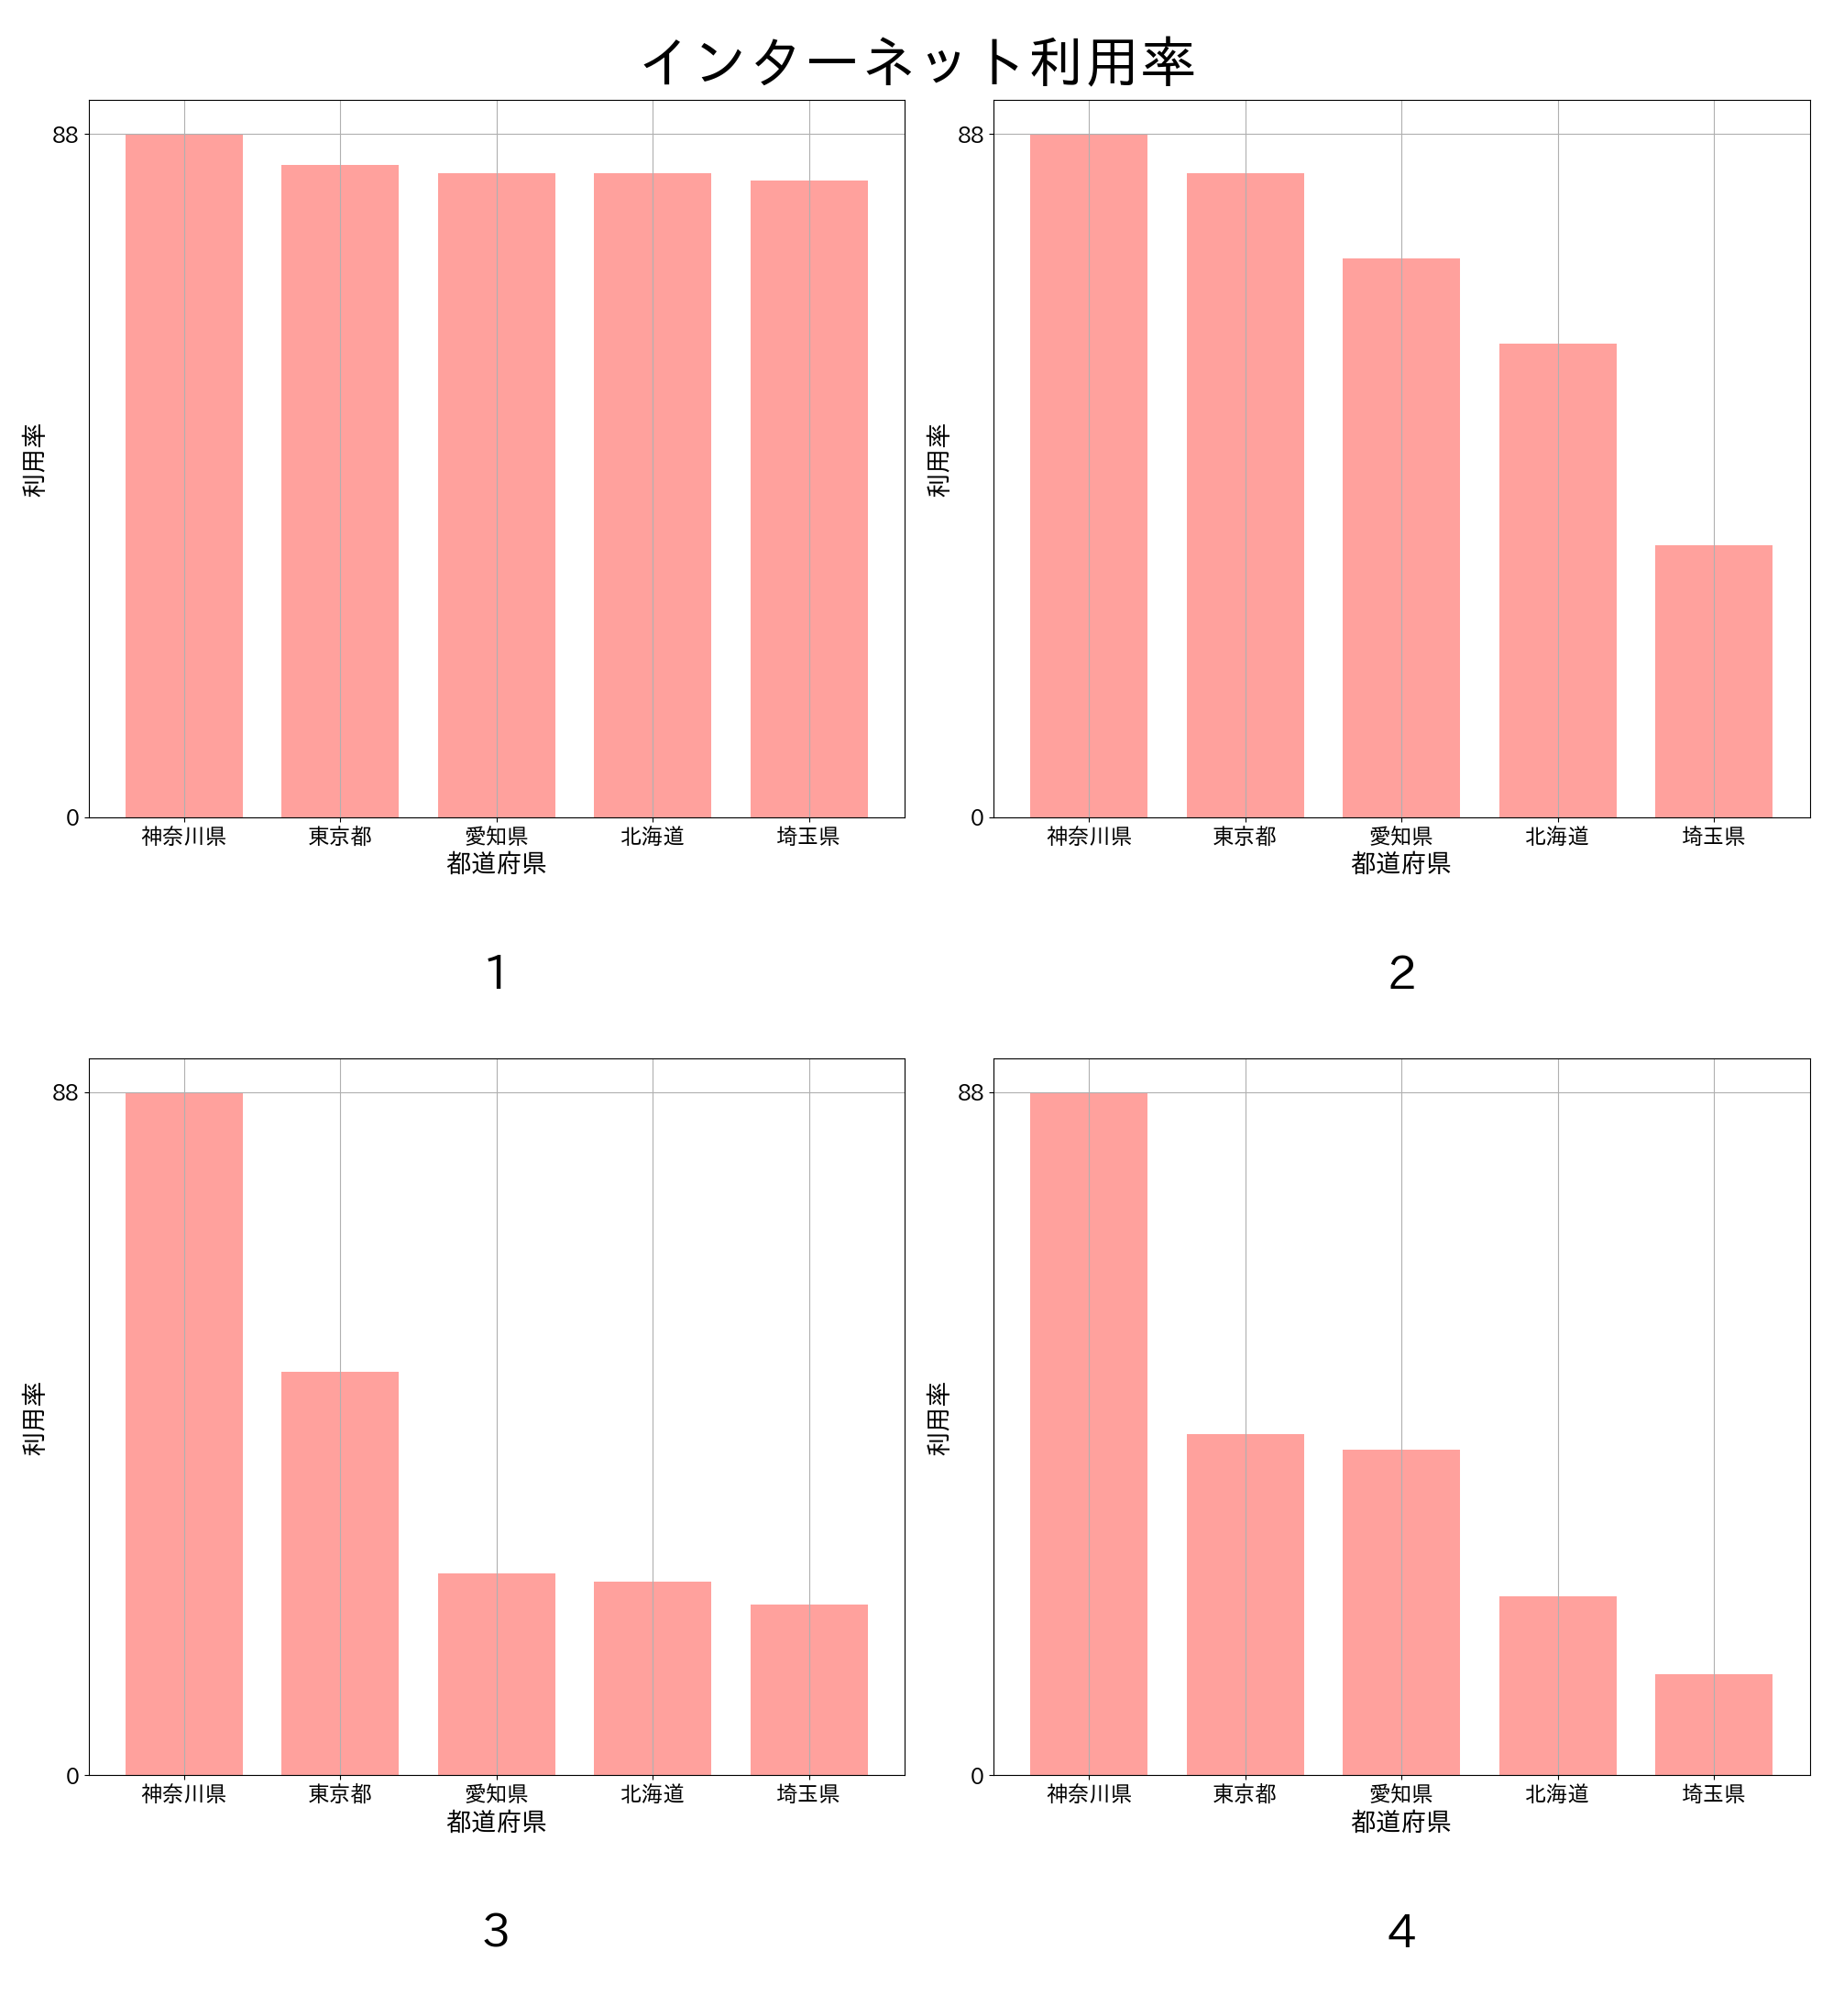 インターネット利用率
88
0
利用率
神奈川県 東京都 愛知県 北海道 埼玉県
都道府県
1
88
0
利用率
神奈川県 東京都 愛知県 北海道 埼玉県
都道府県
2
88
0
利用率
神奈川県 東京都 愛知県 北海道 埼玉県
都道府県
3
88
0
利用率
神奈川県 東京都 愛知県 北海道 埼玉県
都道府県
4